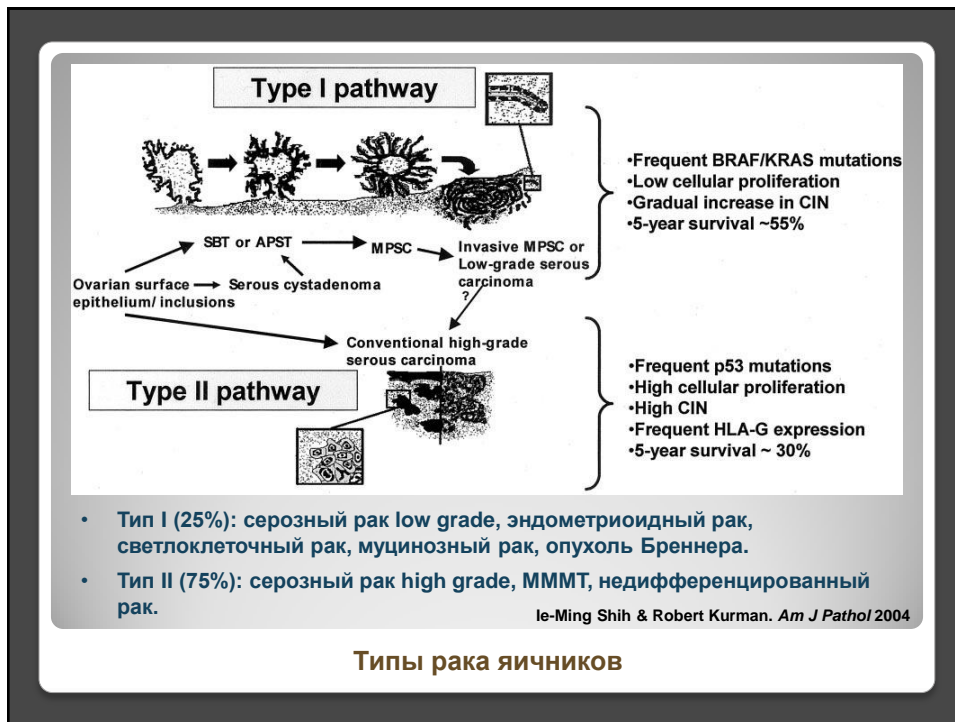 Type I pathway
•Frequent BRAF/KRAS mutations
•Low cellular proliferation
•Gradual increase in CIN
•5-year survival ~55%
SBT or APST
MPSC
Invasive MPSC or
Low-grade serous
carcinoma
?
Ovarian surface
epithelium/ inclusions
Serous cystadenoma
Conventional high-grade
serous carcinoma
Type II pathway
•Frequent p53 mutations
•High cellular proliferation
•High CIN
•Frequent HLA-G expression
•5-year survival ~ 30%
• Тип I (25%): серозный рак low grade, эндометриоидный рак,
светлоклеточный рак, муцинозный рак, опухоль Бреннера.
• Тип II (75%): серозный рак high grade, МММТ, недифференцированный
рак.
Ie-Ming Shih & Robert Kurman. Am J Pathol 2004
Типы рака яичников